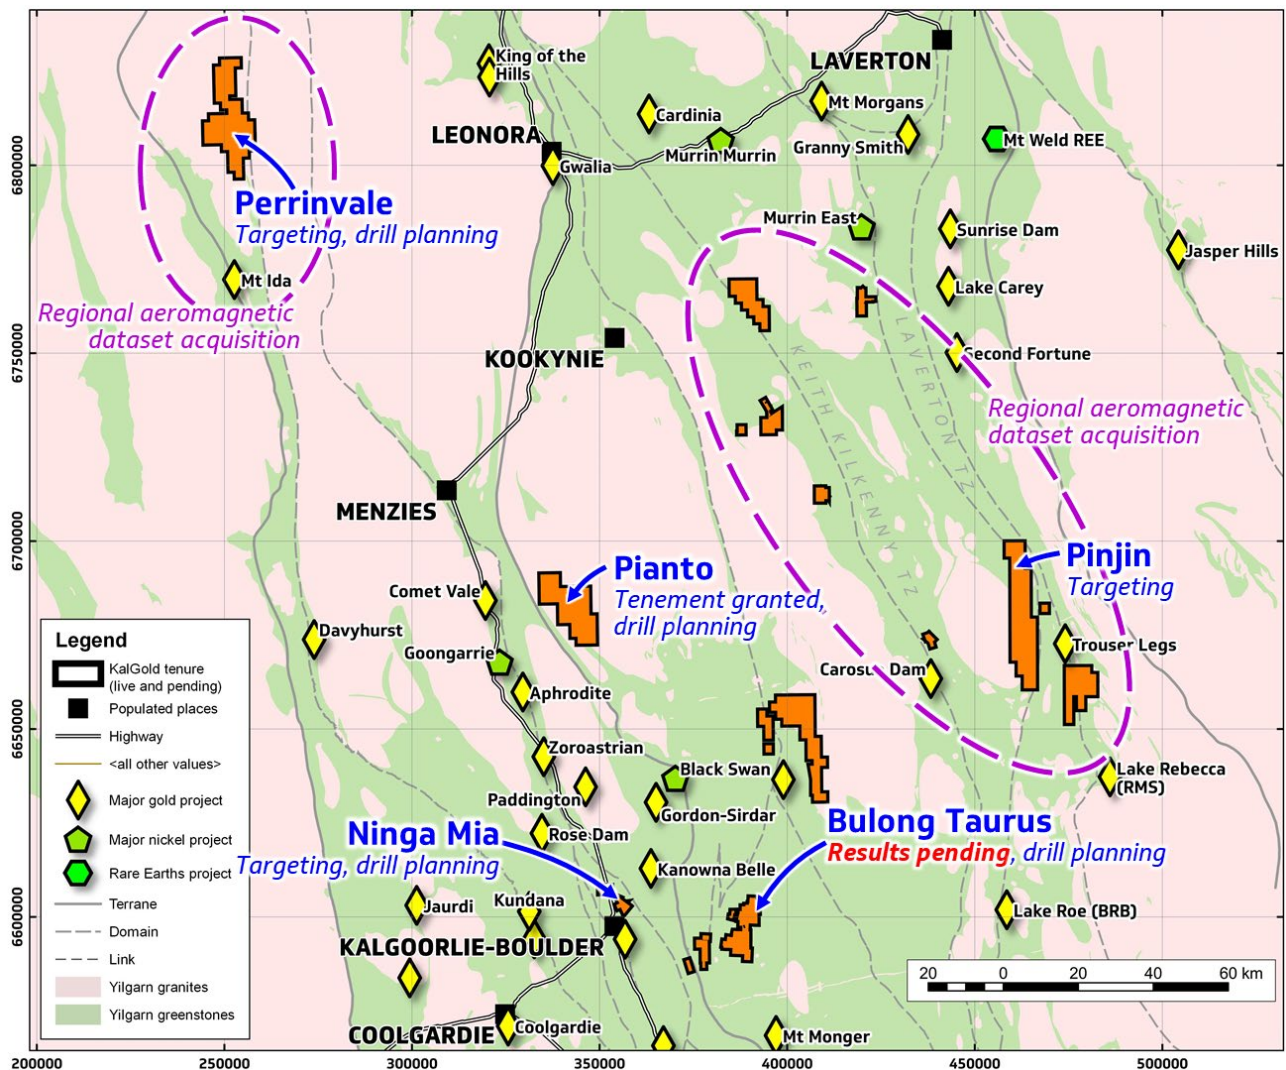 King of the
Hills
LAVERTON
Mt Morgans
Cardinia
LEONORA
Murrin Murrin
Granny Smith
Mt Weld REE
Gwalia
Perrinvale
Targeting, drill planning
Murrin East
Sunrise Dam
Jasper Hills
Mt Ida
Lake Carey
Regional aeromagnetic
dataset acquisition
KOOKYNIE
Second Fortune
LAVERTON TZ
KEITH KILKENNY TZ
Regional aeromagnetic
dataset acquisition
MENZIES
Pinjin
Targeting
Pianto
Tenement granted,
drill planning
Comet Vale
Davyhurst
Goongarrie
Trouser Legs
Carosue Dam
Aphrodite
Zoroastrian
Black Swan
Lake Rebecca
(RMS)
Paddington
Gordon-Sirdar
Rose Dam
Ninga Mia
Targeting, drill planning
Bulong Taurus
Results pending, drill planning
Kanowna Belle
Jaurdi
Kundana
Lake Roe (BRB)
KALGOORLIE-BOULDER
COOLGARDIE
Coolgardie
Mt Monger
Legend
KalGold tenure
(live and pending)
Populated places
Highway
<all other values>
Major gold project
Major nickel project
Rare Earths project
Terrane
Domain
Link
Yilgarn granites
Yilgarn greenstones
20 0 20 40 60 km
6800000
6750000
6700000
6650000
6600000
200000 250000 300000 350000 400000 450000 500000